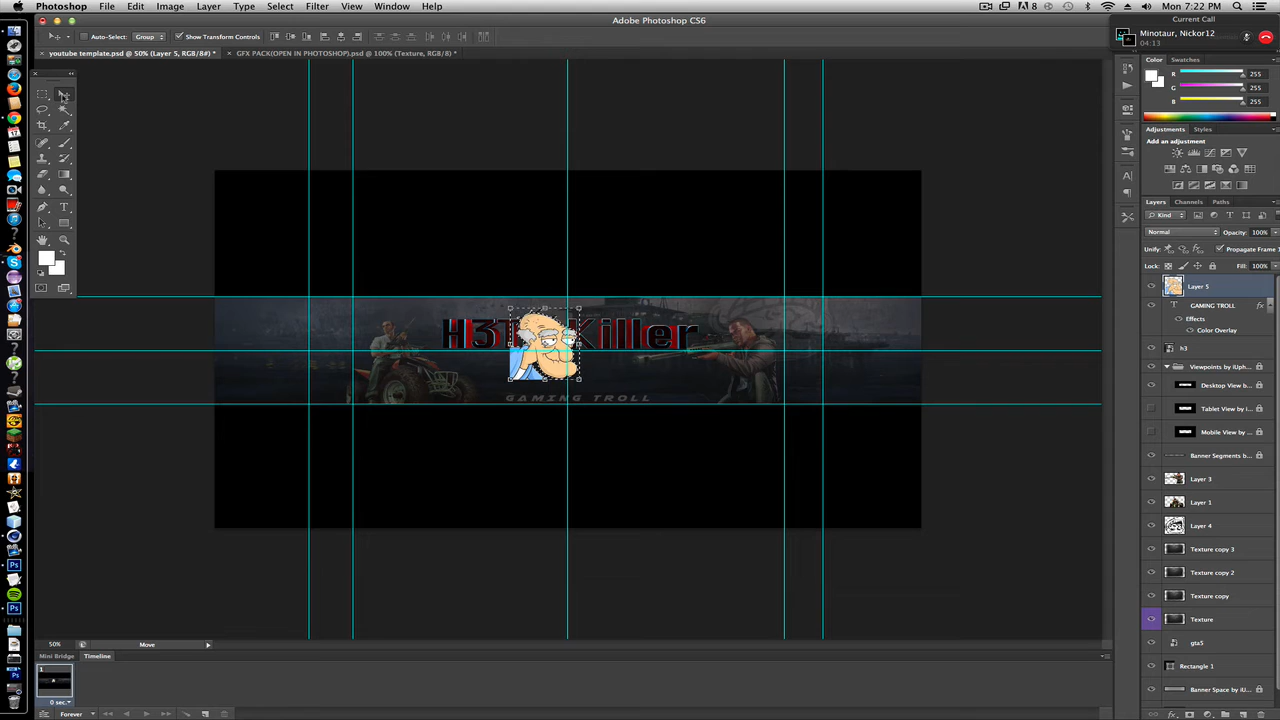 Photoshop File Edit Image Layer Type Select Filter View Window Help
8 Mon 7:22 PM
Adobe Photoshop CS6
Current Call
Minotaur, Nickor12
04:13
Auto-Select: Group Show Transform Controls
youtube template.psd @ 50% (Layer 5, RGB/8#) *
GFX PACK(OPEN IN PHOTOSHOP).psd @ 100% (Texture, RGB/8) *
Color Swatches
R 255
G 255
B 255
Adjustments Styles
Add an adjustment
Layers Channels Paths
Kind
Normal Opacity: 100%
Unify: Propagate Frame 1
Lock: Fill: 100%
Layer 5
T GAMING TROLL fx
Effects
Color Overlay
h3
Viewpoints by iUph...
Desktop View b...
Tablet View by i...
Mobile View by ...
Banner Segments b...
Layer 3
Layer 1
Layer 4
Texture copy 3
Texture copy 2
Texture copy
Texture
gta5
Rectangle 1
Banner Space by iU...
Killer
GAMING TROLL
50% Move
Mini Bridge Timeline
1
0 sec.
Forever